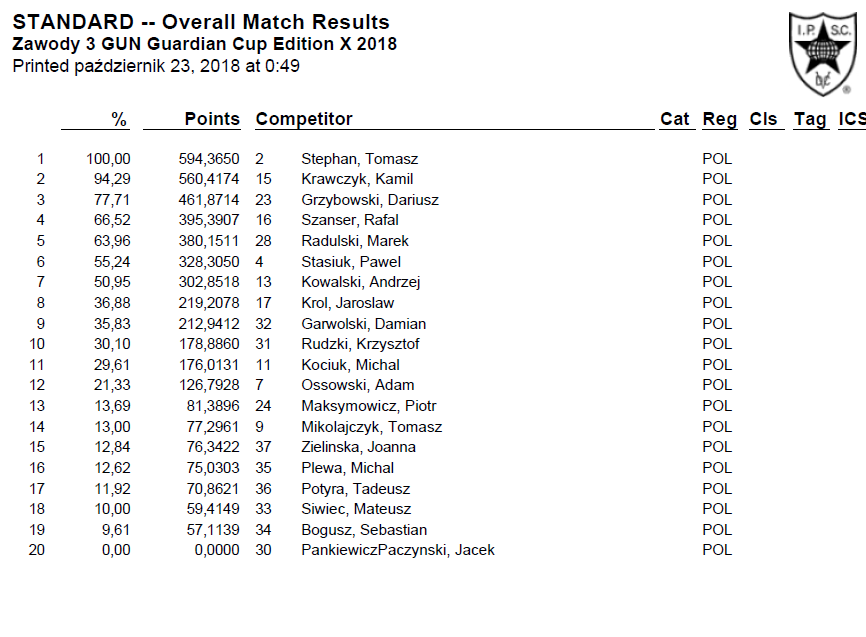 STANDARD -- Overall Match Results
Zawody 3 GUN Guardian Cup Edition X 2018
Printed październik 23, 2018 at 0:49
I.P. S.C.
®
% Points Competitor Cat Reg Cls Tag ICS
1 100,00 594,3650 2 Stephan, Tomasz POL
2 94,29 560,4174 15 Krawczyk, Kamil POL
3 77,71 461,8714 23 Grzybowski, Dariusz POL
4 66,52 395,3907 16 Szanser, Rafal POL
5 63,96 380,1511 28 Radulski, Marek POL
6 55,24 328,3050 4 Stasiuk, Pawel POL
7 50,95 302,8518 13 Kowalski, Andrzej POL
8 36,88 219,2078 17 Krol, Jaroslaw POL
9 35,83 212,9412 32 Garwolski, Damian POL
10 30,10 178,8860 31 Rudzki, Krzysztof POL
11 29,61 176,0131 11 Kociuk, Michal POL
12 21,33 126,7928 7 Ossowski, Adam POL
13 13,69 81,3896 24 Maksymowicz, Piotr POL
14 13,00 77,2961 9 Mikolajczyk, Tomasz POL
15 12,84 76,3422 37 Zielinska, Joanna POL
16 12,62 75,0303 35 Plewa, Michal POL
17 11,92 70,8621 36 Potyra, Tadeusz POL
18 10,00 59,4149 33 Siwiec, Mateusz POL
19 9,61 57,1139 34 Bogusz, Sebastian POL
20 0,00 0,0000 30 PankiewiczPaczynski, Jacek POL